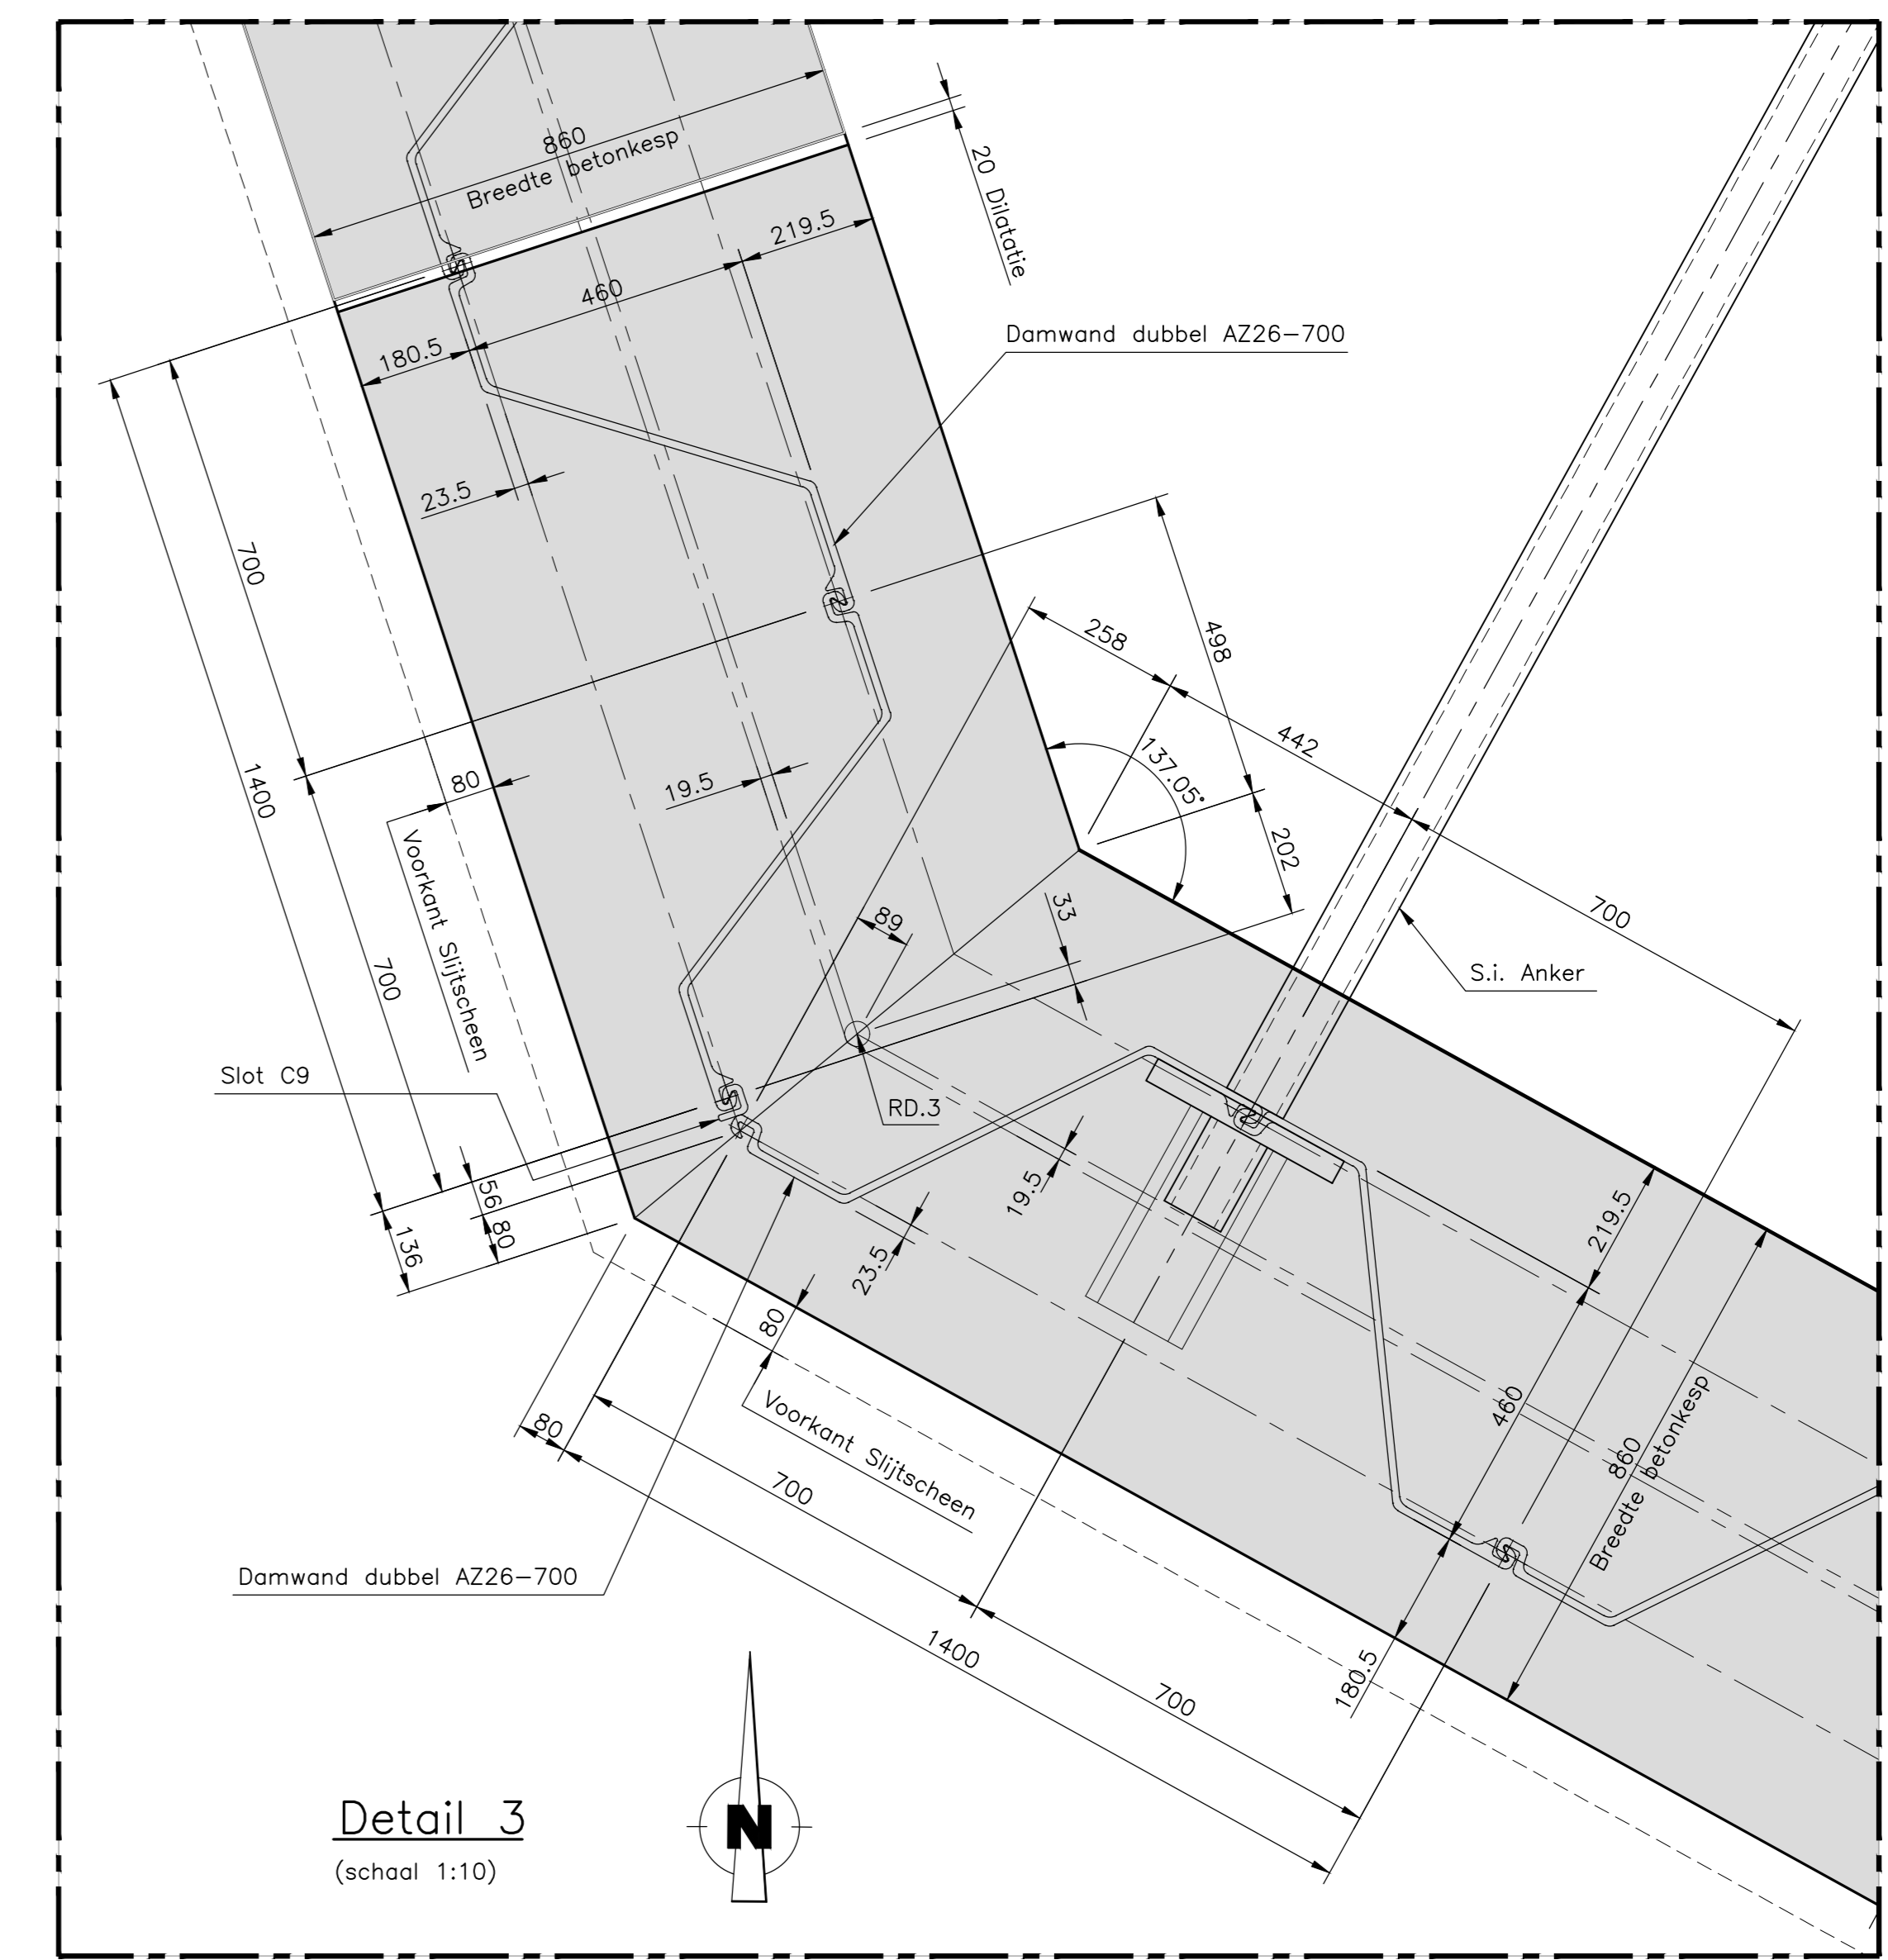 860
Breedte betonkesp
20 Dilatatie
219.5
460
180.5
Damwand dubbel AZ26-700
23.5
700
1400
258
498
442
137.05°
80
19.5
202
Voorkant Slijtscheen
33
89
700
700
S.i. Anker
Slot C9
RD.3
56
80
136
19.5
23.5
219.5
80
Voorkant Slijtscheen
80
460
860
Breedte betonkesp
700
Damwand dubbel AZ26-700
1400
180.5
700
Detail 3
(schaal 1:10)
N